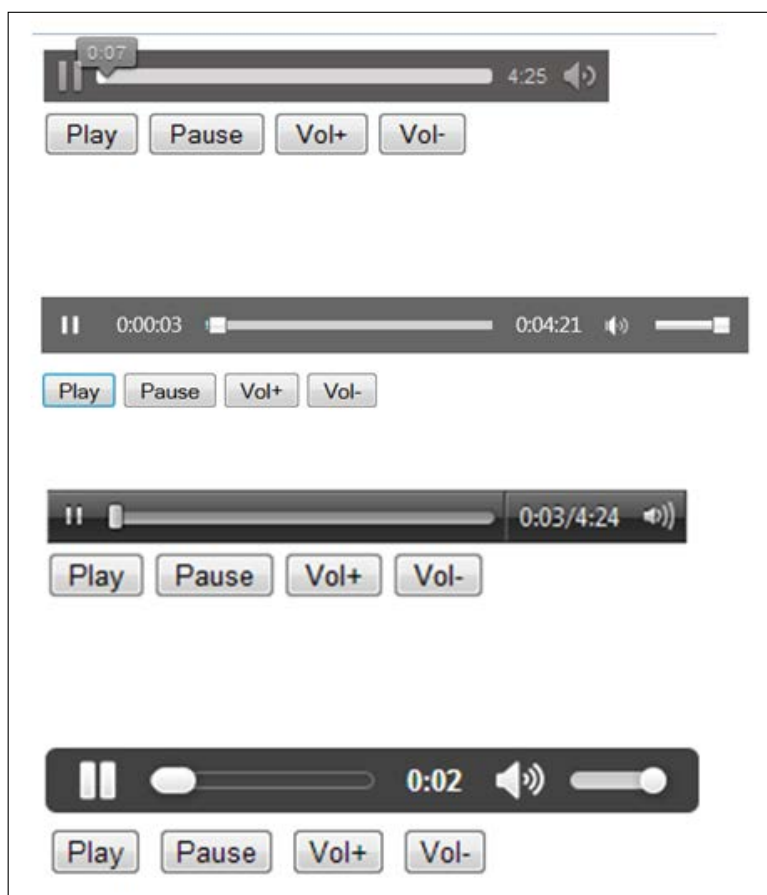 0:07
4:25
Play Pause Vol+ Vol-
0:00:03 0:04:21
Play Pause Vol+ Vol-
0:03/4:24
Play Pause Vol+ Vol-
0:02
Play Pause Vol+ Vol-